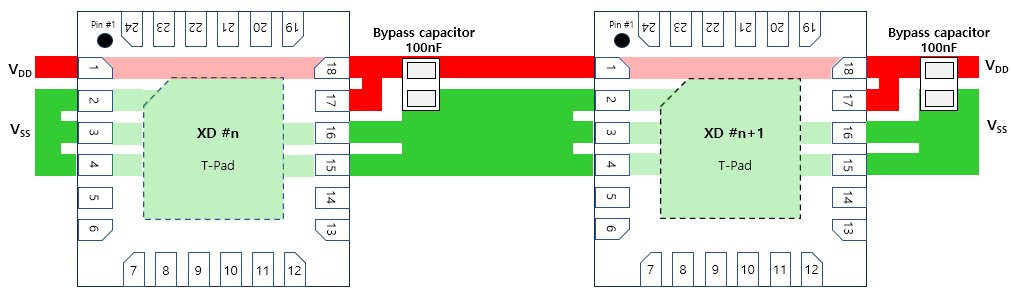 Pin #1
24 23 22 21 20 19
Bypass capacitor
100nF
Pin #1
24 23 22 21 20 19
Bypass capacitor
100nF
VDD
1
18
1
18
VDD
2
17
2
17
VSS
3
XD #n
16
3
XD #n+1
16
VSS
4
T-Pad
15
4
T-Pad
15
5
14
5
14
6
13
6
13
7 8 9 10 11 12
7 8 9 10 11 12